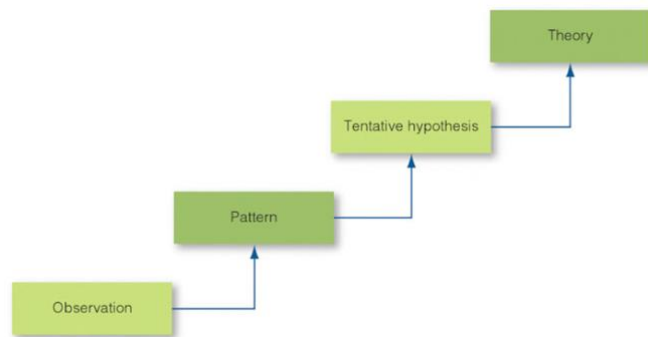 Theory
Tentative hypothesis
Pattern
Observation